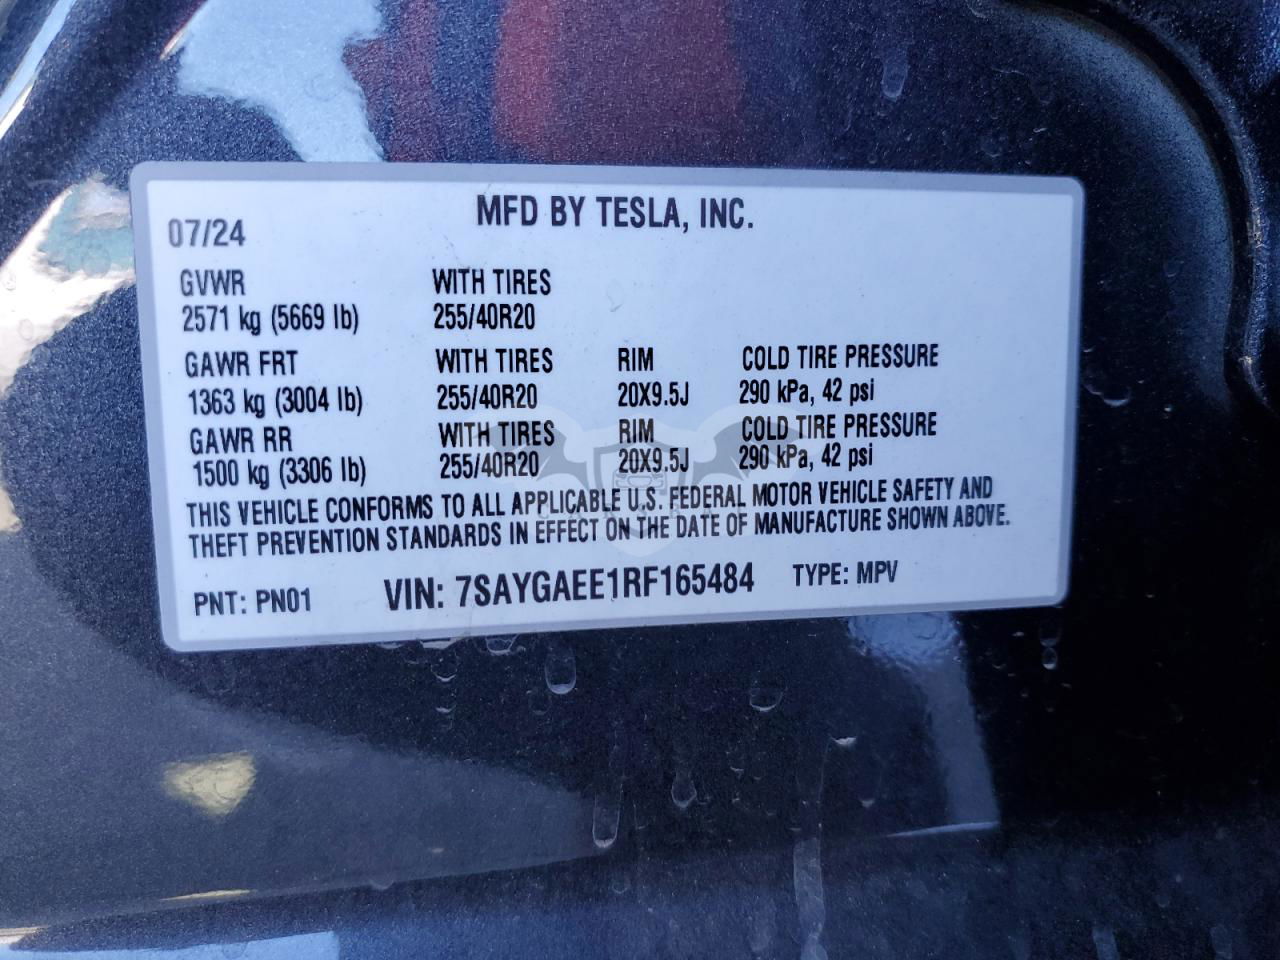 MFD BY TESLA, INC.
07/24
GVWR WITH TIRES
2571 kg (5669 lb) 255/40R20
GAWR FRT WITH TIRES RIM COLD TIRE PRESSURE
1363 kg (3004 lb) 255/40R20 20X9.5J 290 kPa, 42 psi
GAWR RR WITH TIRES RIM COLD TIRE PRESSURE
1500 kg (3306 lb) 255/40R20 20X9.5J 290 kPa, 42 psi
THIS VEHICLE CONFORMS TO ALL APPLICABLE U.S. FEDERAL MOTOR VEHICLE SAFETY AND
THEFT PREVENTION STANDARDS IN EFFECT ON THE DATE OF MANUFACTURE SHOWN ABOVE.
PNT: PN01 VIN: 7SAYGAEE1RF165484 TYPE: MPV